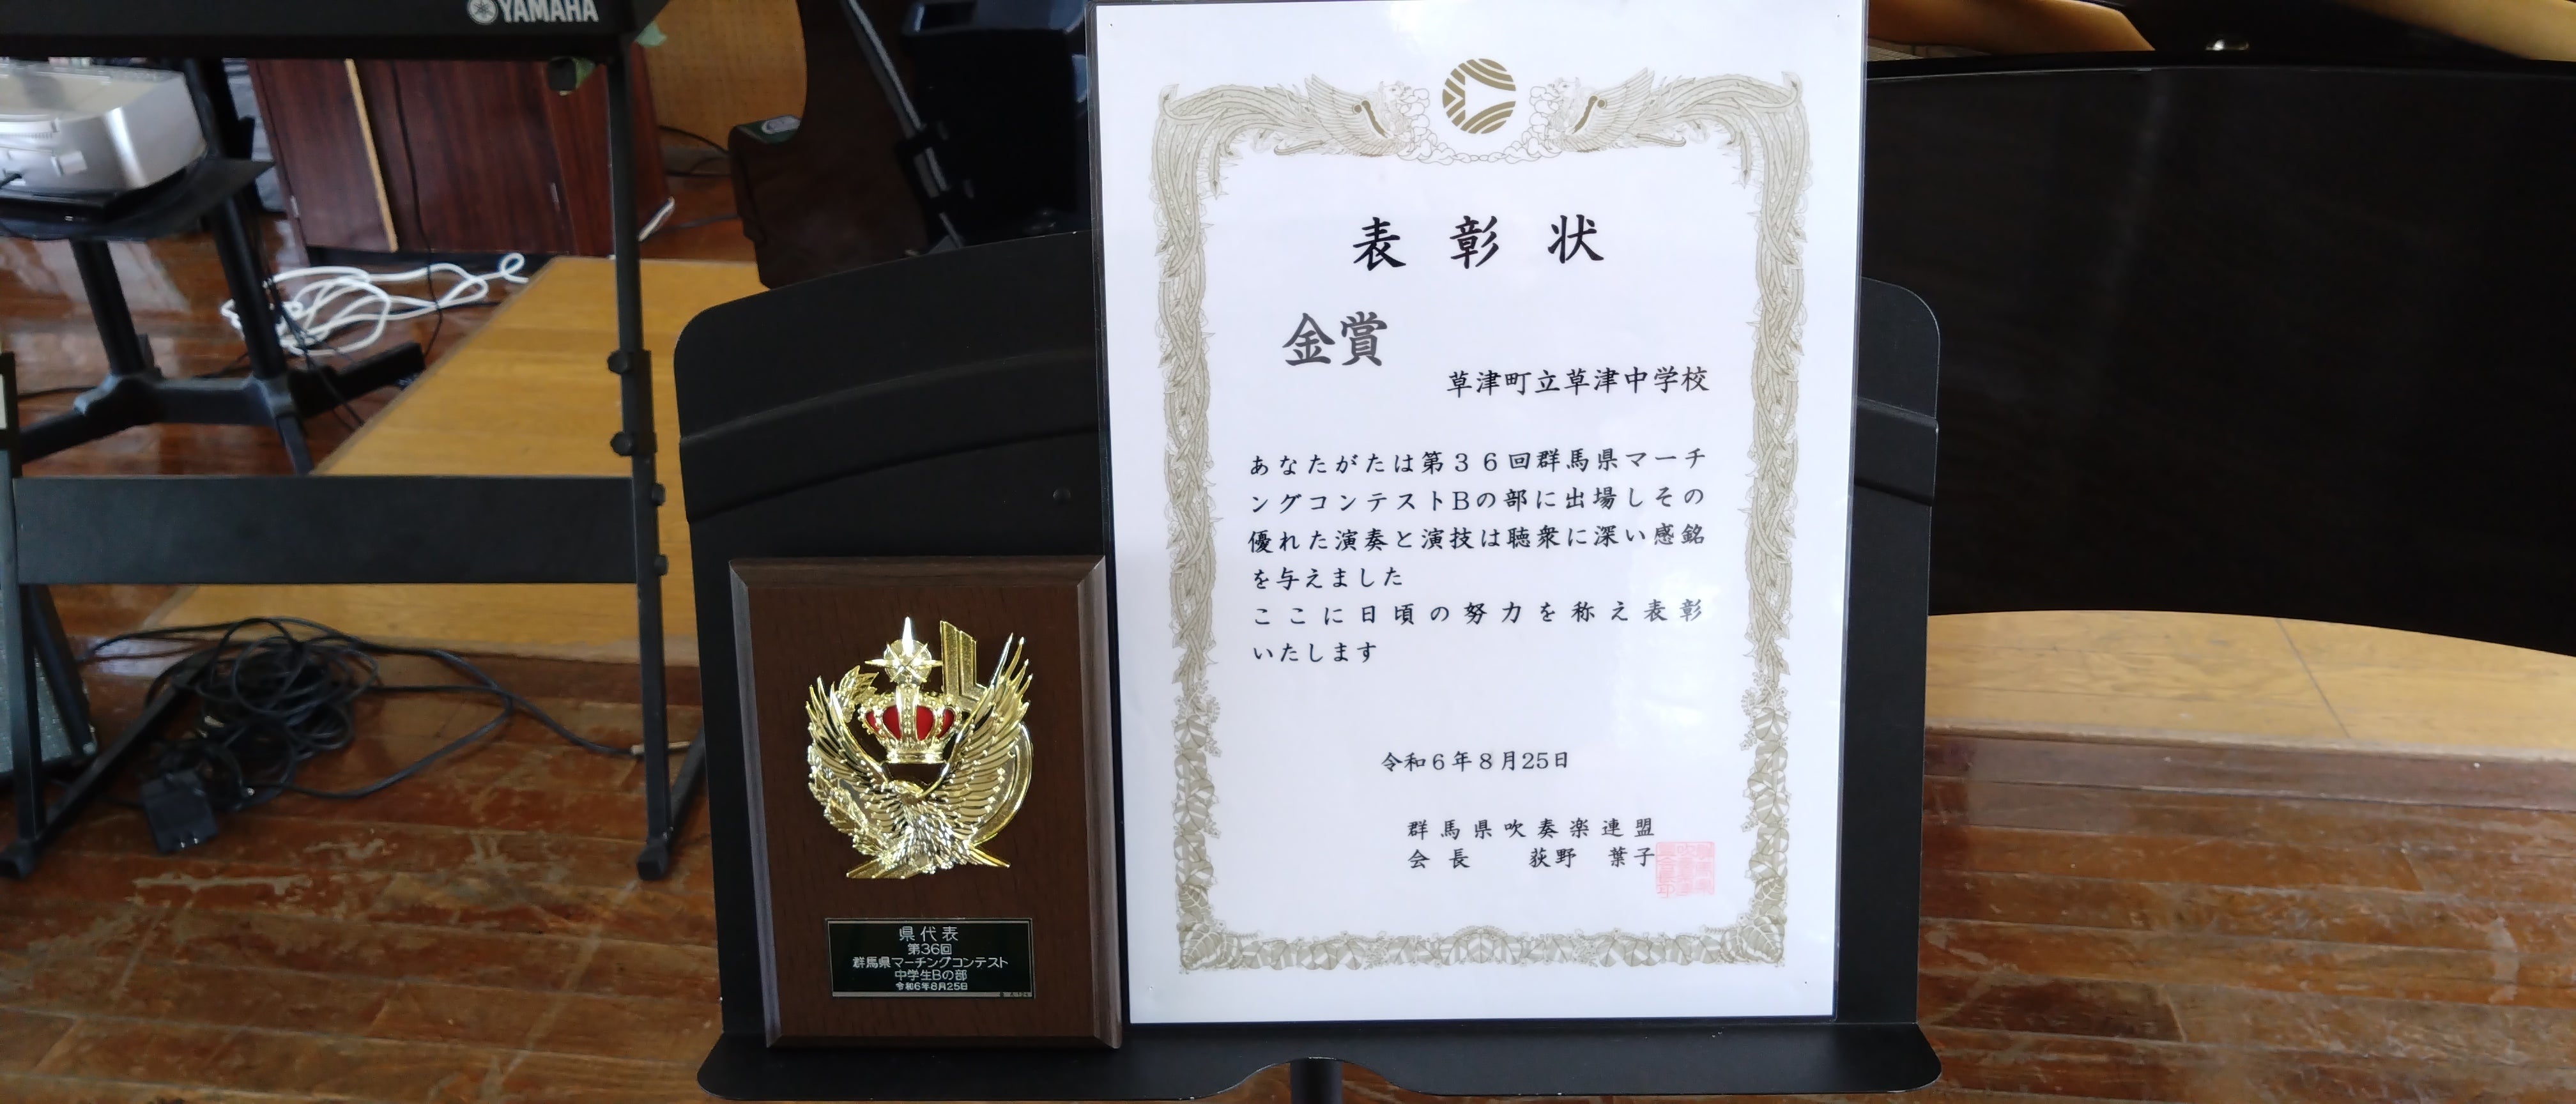 YAMAHA
表彰状
金賞
草津町立草津中学校
あなたがたは第３６回群馬県マーチ
ングコンテストBの部に出場しその
優れた演奏と演技は聴衆に深い感銘
を与えました
ここに日頃の努力を称え表彰
いたします
令和６年８月25日
群馬県吹奏楽連盟
会長 荻野 葉子
県代表
第36回
群馬県マーチングコンテスト
中学生Bの部
令和6年8月25日